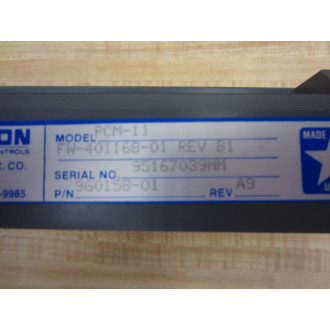 ON
MODEL PCM-11
CONTROLS
FW-401168-01 REV B1
C. CO.
SERIAL NO. 95167039MM
-9985
P/N 960158-01 REV A9
MADE
U